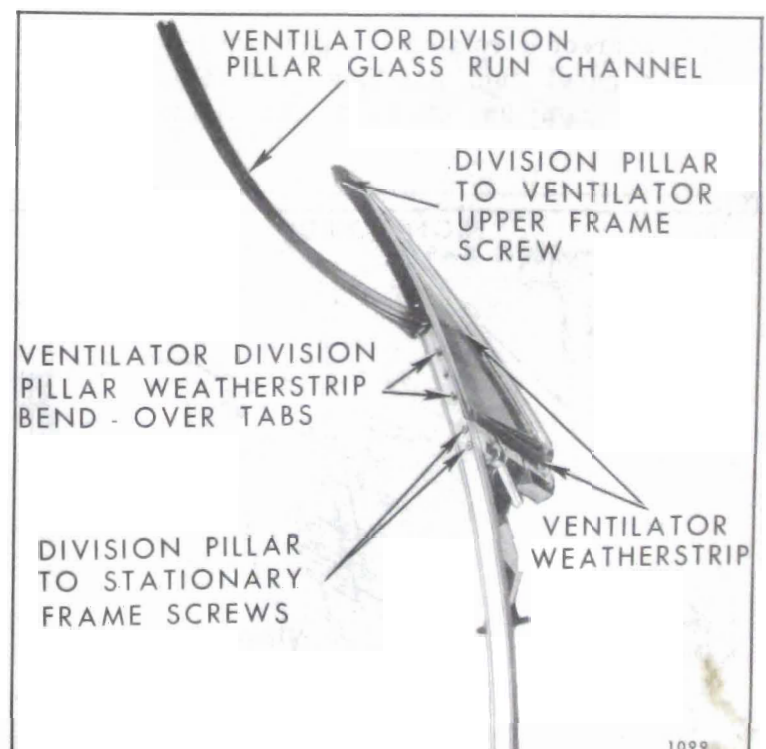 VENTILATOR DIVISION
PILLAR GLASS RUN CHANNEL
DIVISION PILLAR
TO VENTILATOR
UPPER FRAME
SCREW
VENTILATOR DIVISION
PILLAR WEATHERSTRIP
BEND - OVER TABS
VENTILATOR
WEATHERSTRIP
DIVISION PILLAR
TO STATIONARY
FRAME SCREWS